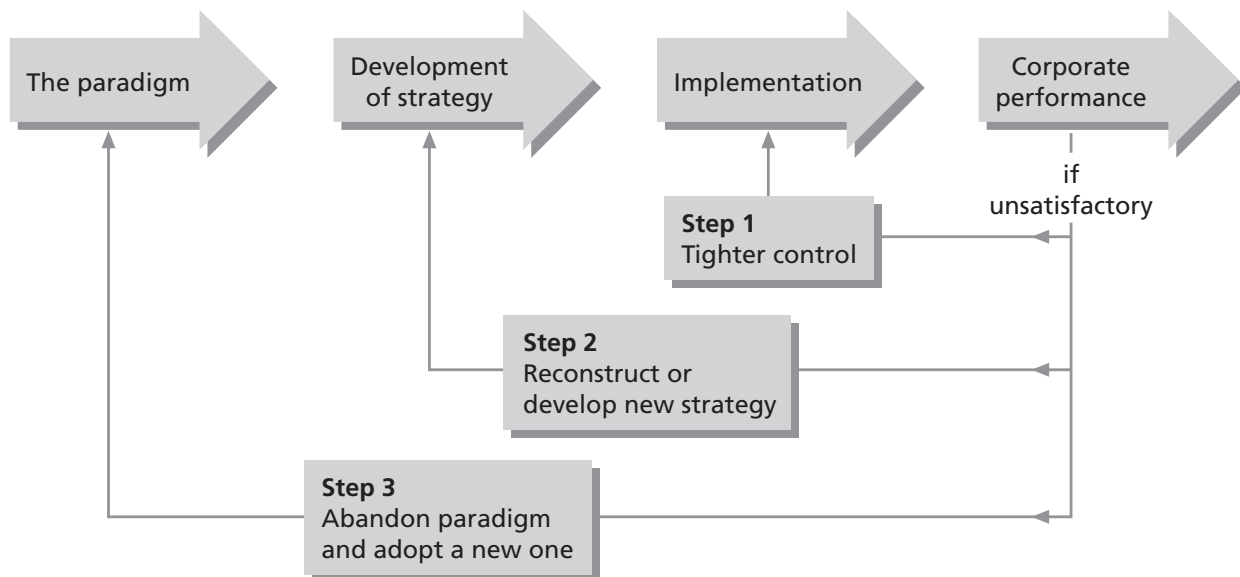 The paradigm
Development
of strategy
Implementation
Corporate
performance
if
unsatisfactory
Step 1
Tighter control
Step 2
Reconstruct or
develop new strategy
Step 3
Abandon paradigm
and adopt a new one